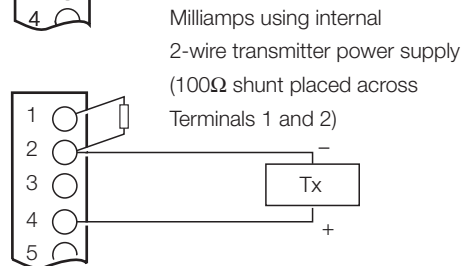 4
Milliamps using internal
2-wire transmitter power supply
(100Ω shunt placed across
Terminals 1 and 2)
1
2
3
4
5
−
Tx
+